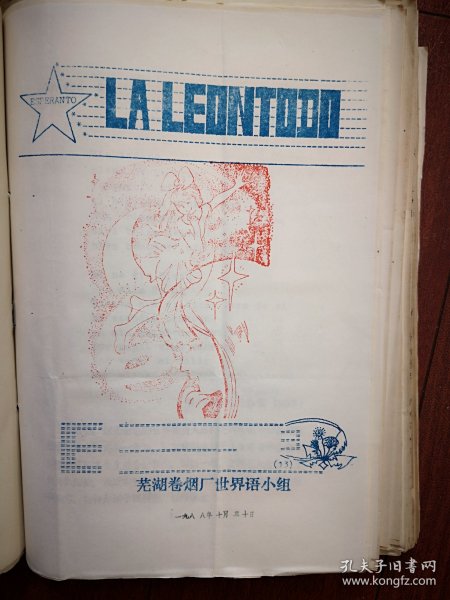 ESPERANTO
LA LEONTODO
(13)
芜湖卷烟厂世界语小组
一九八八年十月三十日
孔夫子旧书网
www.kongfz.com